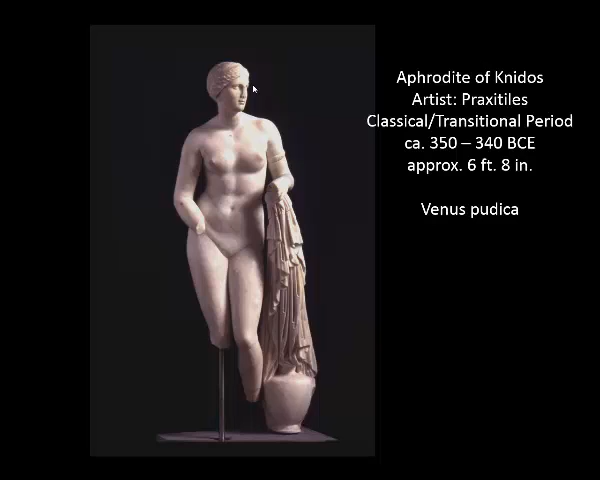 Aphrodite of Knidos
Artist: Praxitiles
Classical/Transitional Period
ca. 350 – 340 BCE
approx. 6 ft. 8 in.
Venus pudica